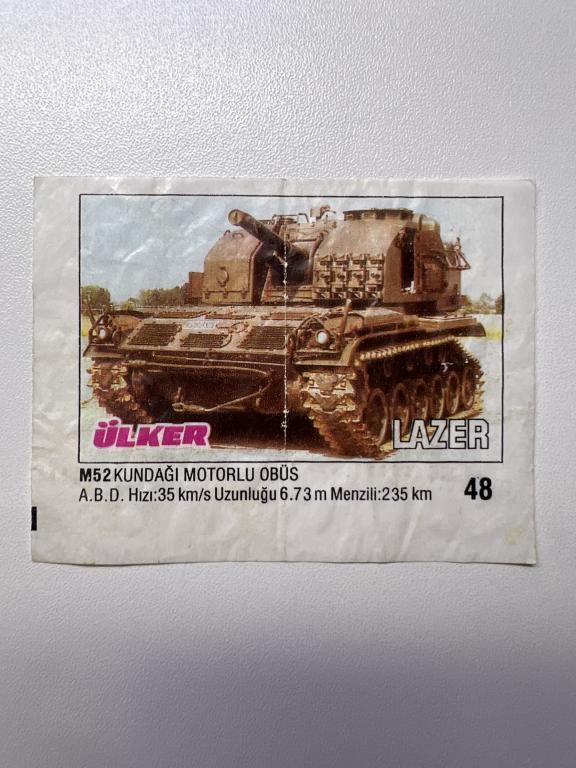 ÜLKER
LAZER
M52 KUNDAĞI MOTORLU OBÜS
A.B.D. Hızı:35 km/s Uzunluğu 6.73 m Menzili:235 km
48